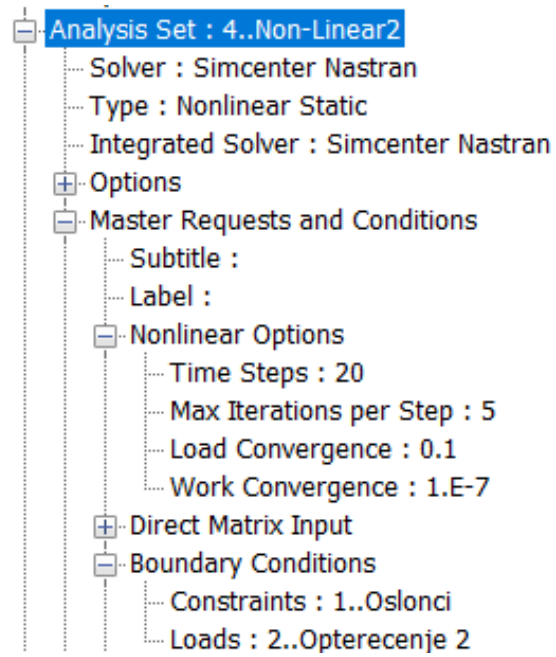 Analysis Set : 4..Non-Linear2
Solver : Simcenter Nastran
Type : Nonlinear Static
Integrated Solver : Simcenter Nastran
Options
Master Requests and Conditions
Subtitle :
Label :
Nonlinear Options
Time Steps : 20
Max Iterations per Step : 5
Load Convergence : 0.1
Work Convergence : 1.E-7
Direct Matrix Input
Boundary Conditions
Constraints : 1..Oslonci
Loads : 2..Opterecenje 2